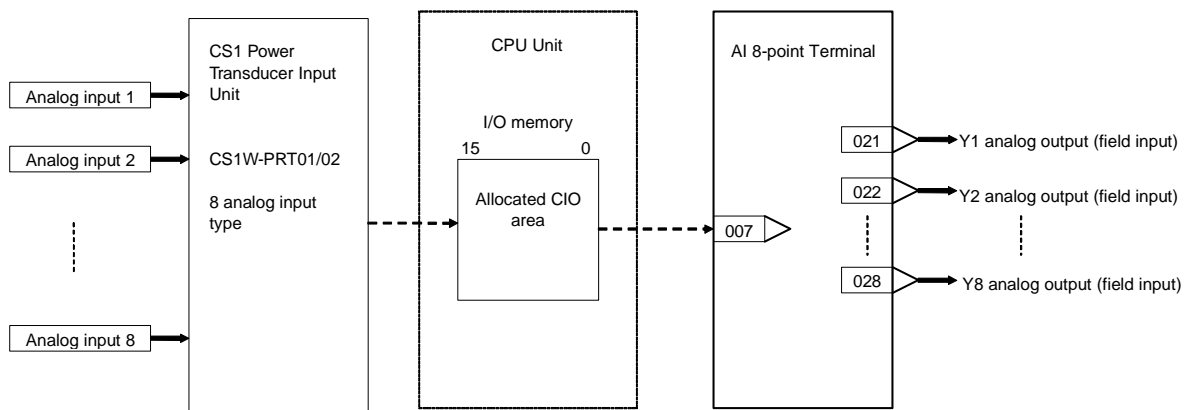 CS1 Power
Transducer Input
Unit
CS1W-PRT01/02
8 analog input
type
Analog input 1
Analog input 2
Analog input 8
CPU Unit
I/O memory
15 0
Allocated CIO
area
AI 8-point Terminal
007
021
022
028
Y1 analog output (field input)
Y2 analog output (field input)
Y8 analog output (field input)